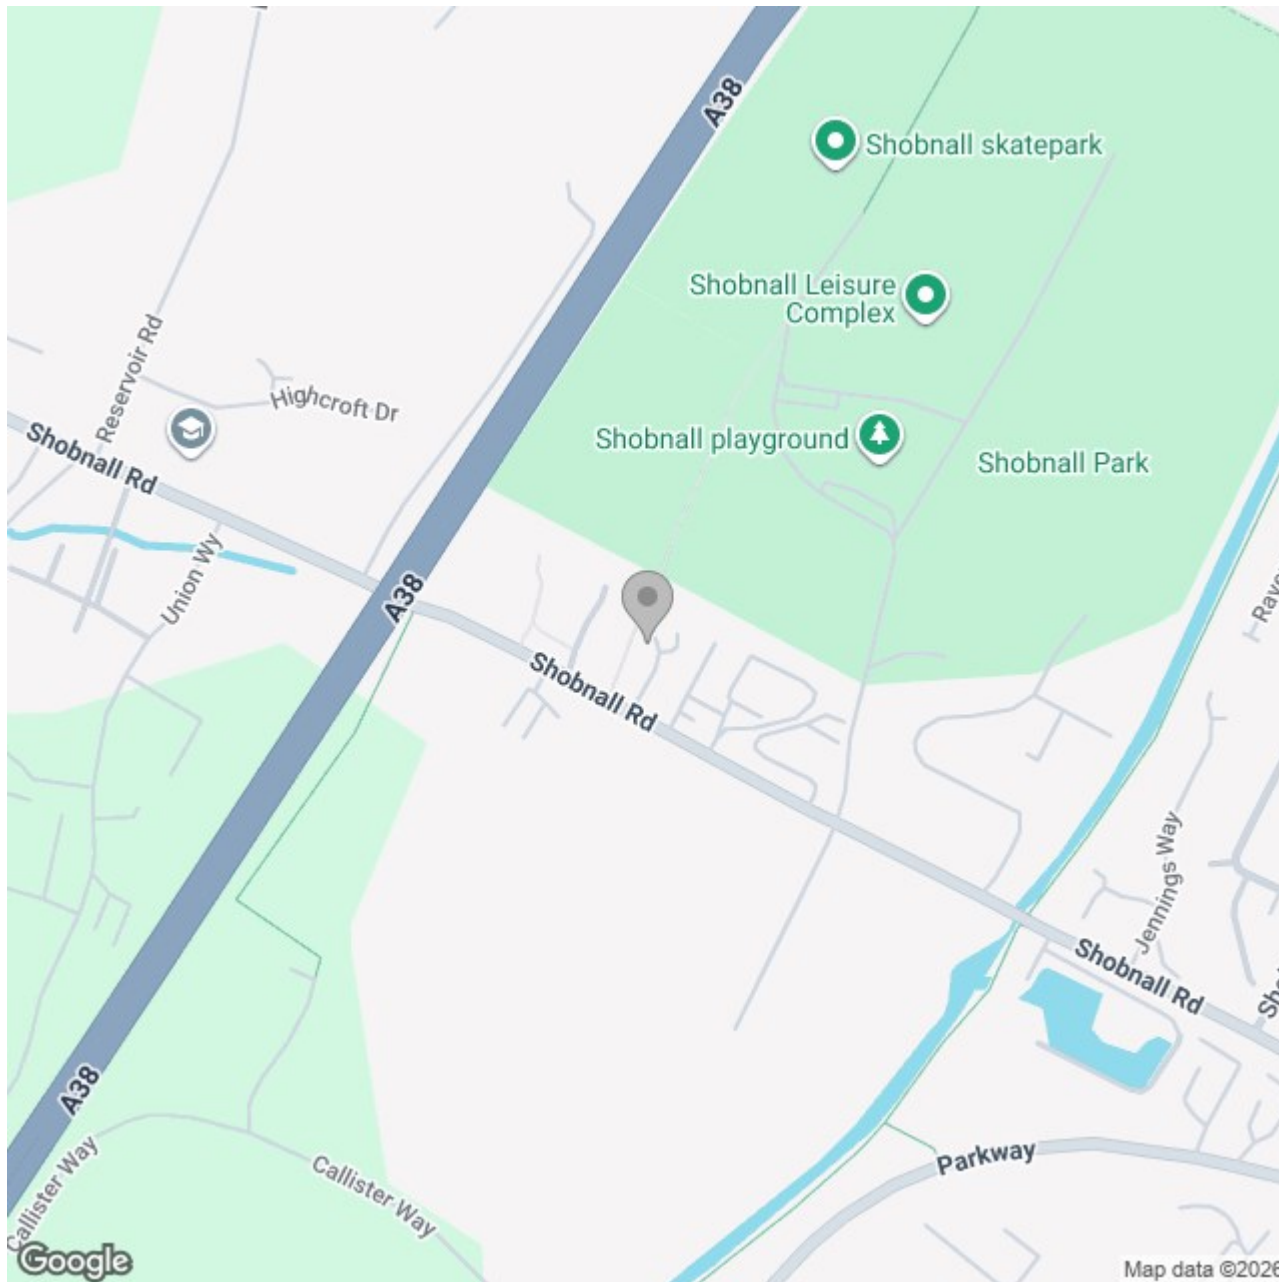 A38
Shobnall skatepark
Shobnall Leisure
Complex
Reservoir Rd
Highcroft Dr
Shobnall Rd
Shobnall playground
Shobnall Park
Union Wy
A38
Shobnall Rd
Jennings Way
Shobnall Rd
A38
Callister Way
Callister Way
Parkway
Google
Map data ©2026